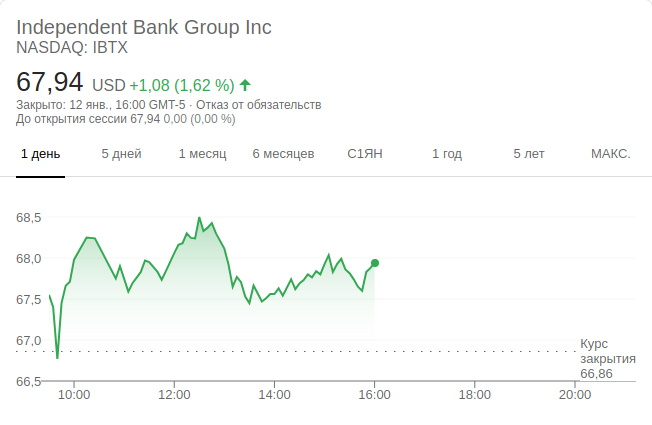 Independent Bank Group Inc
NASDAQ: IBTX
67,94 USD +1,08 (1,62 %)
Закрыто: 12 янв., 16:00 GMT-5 · Отказ от обязательств
До открытия сессии 67,94 0,00 (0,00 %)
1 день 5 дней 1 месяц 6 месяцев С1ЯН 1 год 5 лет МАКС.
68,5
68,0
67,5
67,0
Курс
закрытия
66,86
66,5
10:00 12:00 14:00 16:00 18:00 20:00